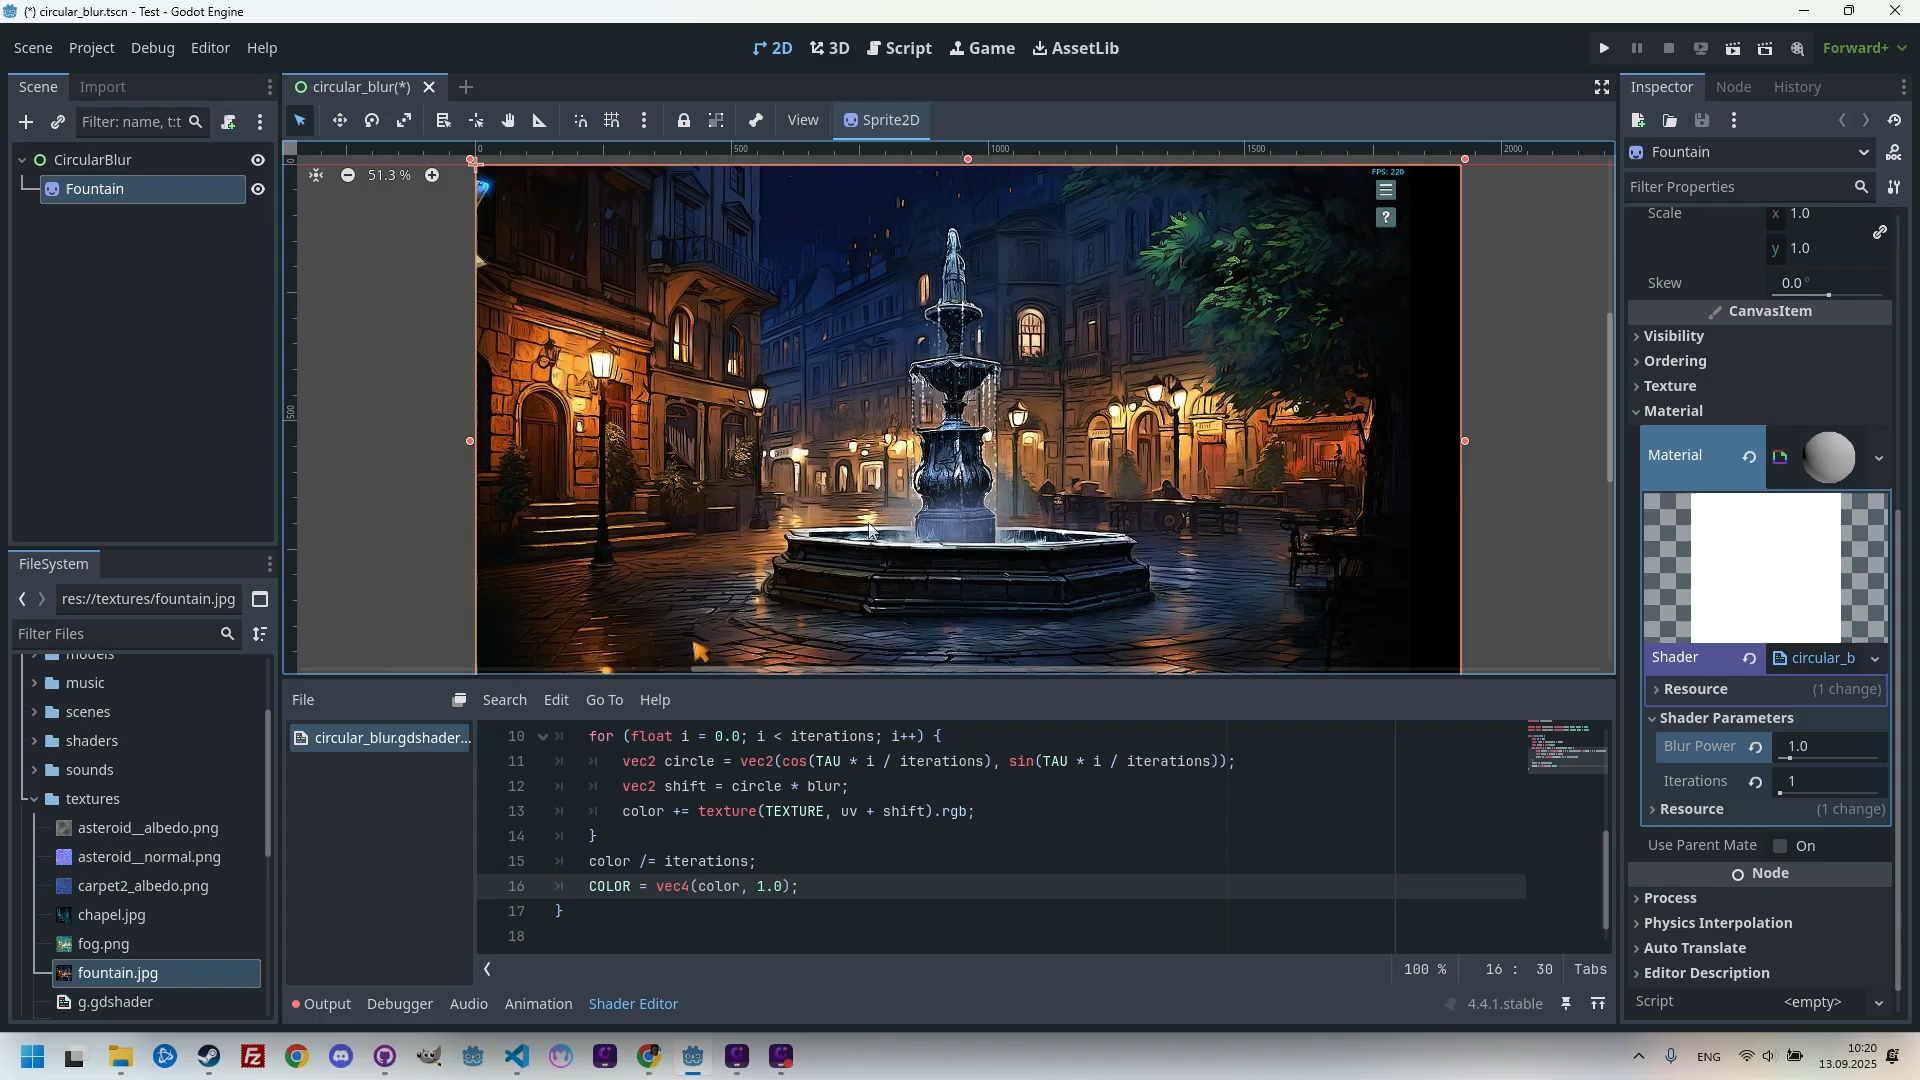 (*) circular_blur.tscn - Test - Godot Engine
Scene Project Debug Editor Help
2D 3D Script Game AssetLib
Forward+
Scene Import
circular_blur(*)
Inspector Node History
Filter: name, t:t
View Sprite2D
CircularBlur
Fountain
0 500 1000 1500 2000
0
500
51.3 %
FPS: 220
?
Fountain
DOC
Filter Properties
Scale x 1.0
y 1.0
Skew 0.0 °
CanvasItem
Visibility
Ordering
Texture
Material
Material
Shader circular_b
Resource (1 change)
Shader Parameters
Blur Power 1.0
Iterations 1
Resource (1 change)
Use Parent Mate On
Node
Process
Physics Interpolation
Auto Translate
Editor Description
Script <empty>
FileSystem
res://textures/fountain.jpg
Filter Files
models
music
scenes
shaders
sounds
textures
asteroid__albedo.png
asteroid__normal.png
carpet2_albedo.png
chapel.jpg
fog.png
fountain.jpg
g.gdshader
File Search Edit Go To Help
circular_blur.gdshader...
10 for (float i = 0.0; i < iterations; i++) {
11 vec2 circle = vec2(cos(TAU * i / iterations), sin(TAU * i / iterations));
12 vec2 shift = circle * blur;
13 color += texture(TEXTURE, uv + shift).rgb;
14 }
15 color /= iterations;
16 COLOR = vec4(color, 1.0);
17 }
18
100 % 16 : 30 Tabs
Output Debugger Audio Animation Shader Editor
4.4.1.stable
ENG
10:20
13.09.2025